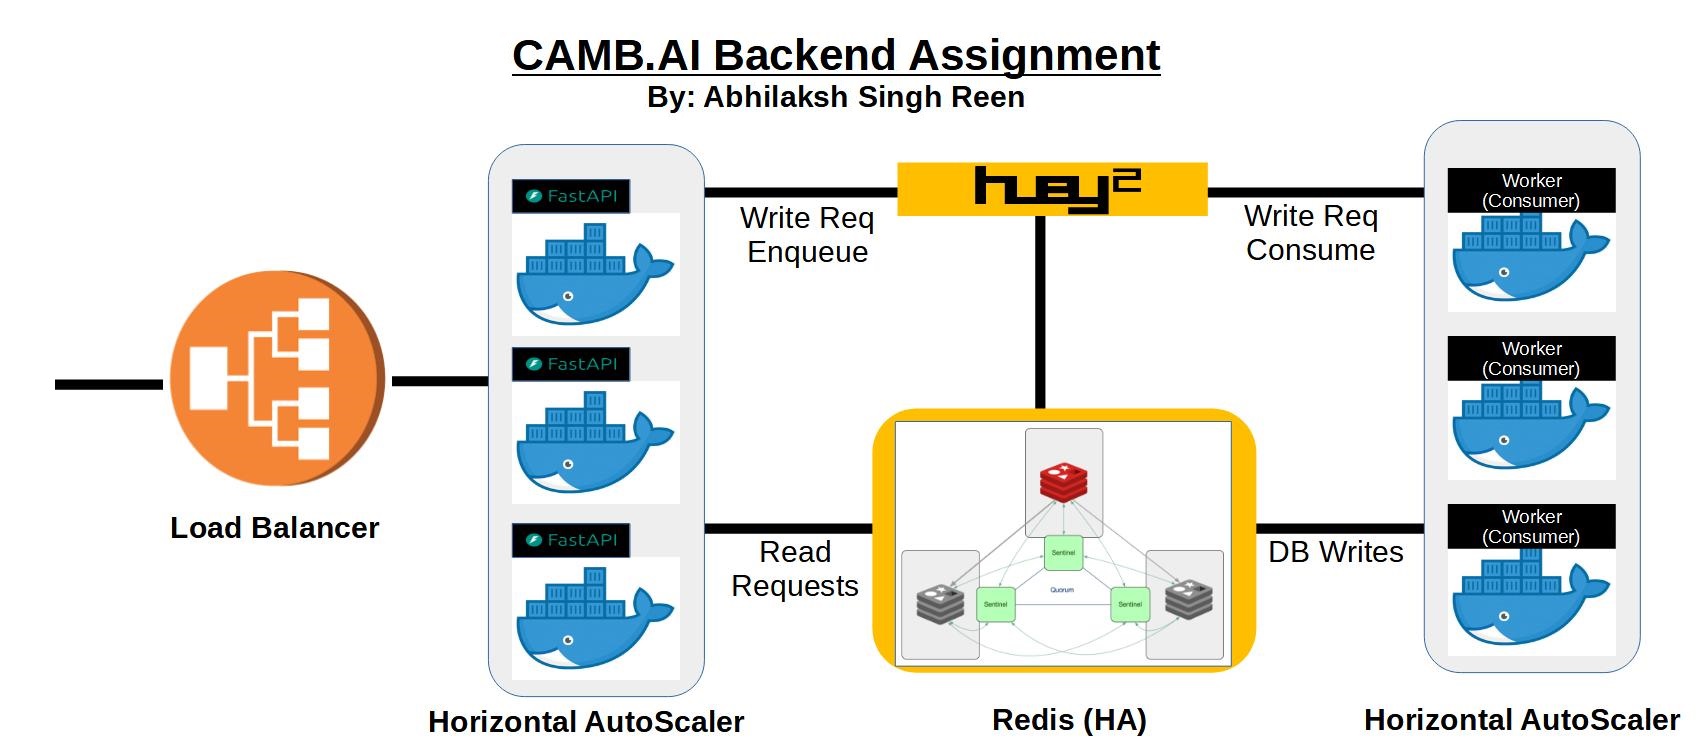 CAMB.AI Backend Assignment
By: Abhilaksh Singh Reen
Load Balancer
FastAPI
FastAPI
FastAPI
Horizontal AutoScaler
Write Req
Enqueue
huey2
Write Req
Consume
Read
Requests
Sentinel
Quorum
Sentinel
Sentinel
Redis (HA)
DB Writes
Worker
(Consumer)
Worker
(Consumer)
Worker
(Consumer)
Horizontal AutoScaler